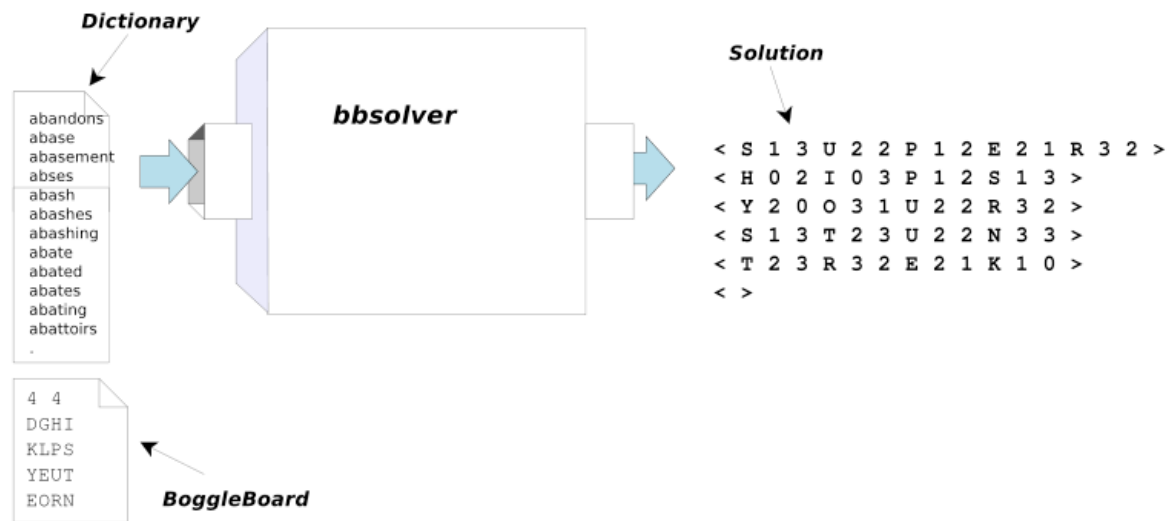 Dictionary
abandons
abase
abasement
abses
abash
abashes
abashing
abate
abated
abates
abating
abattoirs
.
4 4
DGHI
KLPS
YEUT
EORN
BoggleBoard
bbsolver
Solution
< S 1 3 U 2 2 P 1 2 E 2 1 R 3 2 >
< H 0 2 I 0 3 P 1 2 S 1 3 >
< Y 2 0 O 3 1 U 2 2 R 3 2 >
< S 1 3 T 2 3 U 2 2 N 3 3 >
< T 2 3 R 3 2 E 2 1 K 1 0 >
< >